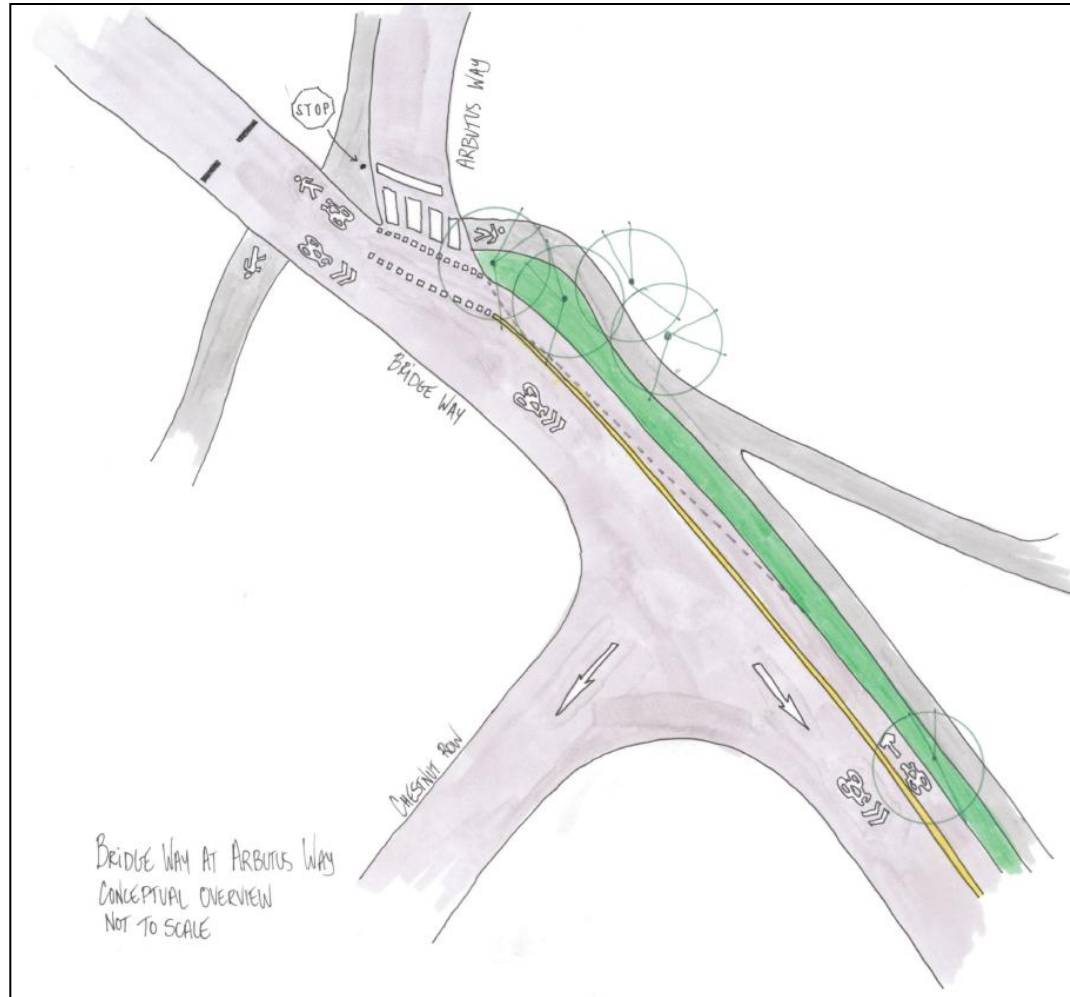 STOP
ARBUTUS WAY
BRIDGE WAY
CHESTNUT ROW
BRIDGE WAY AT ARBUTUS WAY
CONCEPTUAL OVERVIEW
NOT TO SCALE